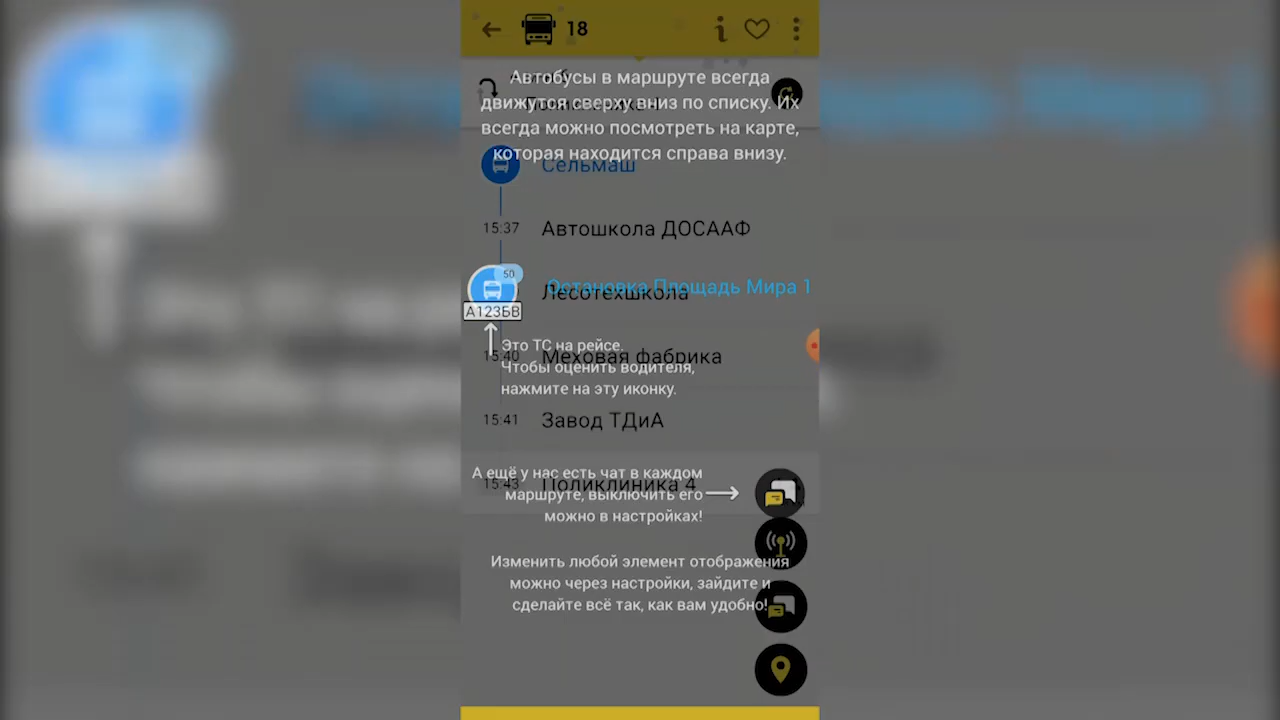 18
Автобусы в маршруте всегда
движутся сверху вниз по списку. Их
всегда можно посмотреть на карте,
которая находится справа внизу.
Сельмаш
15:37 Автошкола ДОСААФ
50
Остановка Площадь Мира 1
Лесотехшкола
А123БВ
Это ТС на рейсе.
15:40 Меховая фабрика
Чтобы оценить водителя,
нажмите на эту иконку.
15:41 Завод ТДиА
А ещё у нас есть чат в каждом
15:43 Поликлиника 4
маршруте, выключить его
можно в настройках!
Изменить любой элемент отображения
можно через настройки, зайдите и
сделайте всё так, как вам удобно!